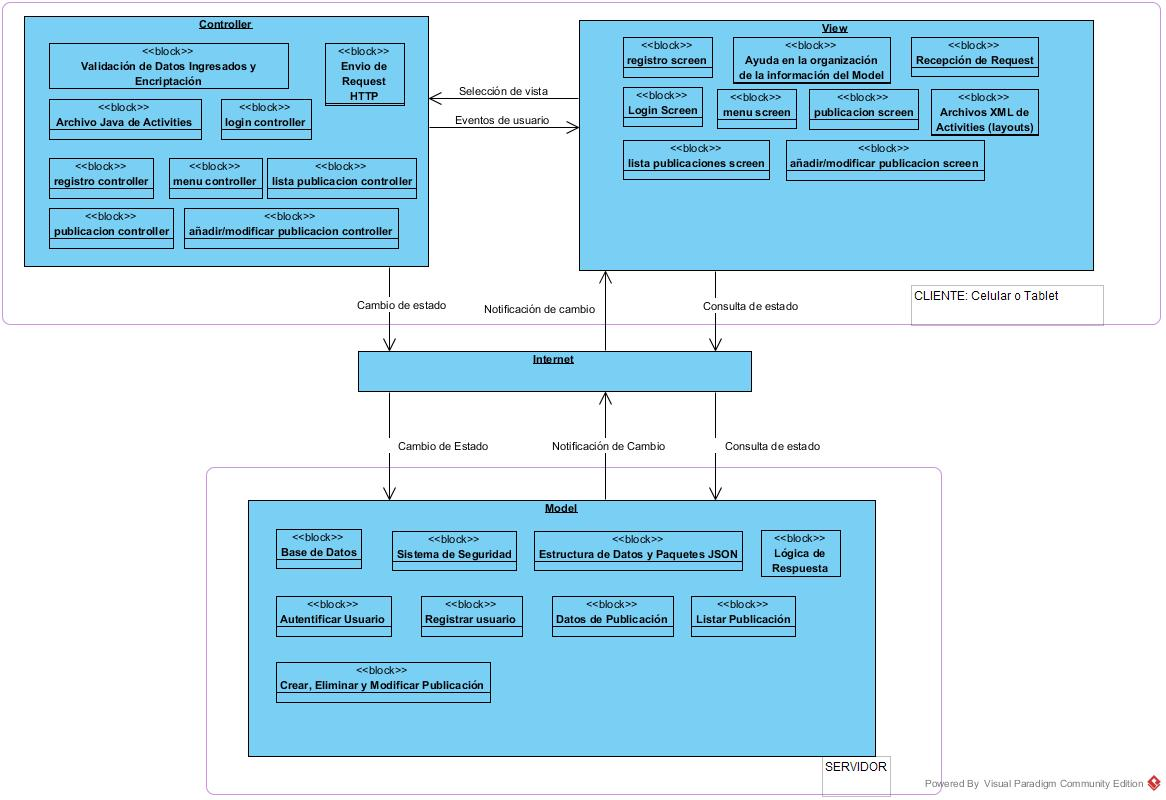 Controller
<<block>>
Validación de Datos Ingresados y
Encriptación
<<block>>
Envio de
Request
HTTP
<<block>>
Archivo Java de Activities
<<block>>
login controller
<<block>>
registro controller
<<block>>
menu controller
<<block>>
lista publicacion controller
<<block>>
publicacion controller
<<block>>
añadir/modificar publicacion controller
Selección de vista
Eventos de usuario
View
<<block>>
registro screen
<<block>>
Ayuda en la organización
de la información del Model
<<block>>
Recepción de Request
<<block>>
Login Screen
<<block>>
menu screen
<<block>>
publicacion screen
<<block>>
Archivos XML de
Activities (layouts)
<<block>>
lista publicaciones screen
<<block>>
añadir/modificar publicacion screen
CLIENTE: Celular o Tablet
Cambio de estado
Notificación de cambio
Consulta de estado
Internet
Cambio de Estado
Notificación de Cambio
Consulta de estado
Model
<<block>>
Base de Datos
<<block>>
Sistema de Seguridad
<<block>>
Estructura de Datos y Paquetes JSON
<<block>>
Lógica de
Respuesta
<<block>>
Autentificar Usuario
<<block>>
Registrar usuario
<<block>>
Datos de Publicación
<<block>>
Listar Publicación
<<block>>
Crear, Eliminar y Modificar Publicación
SERVIDOR
Powered By Visual Paradigm Community Edition